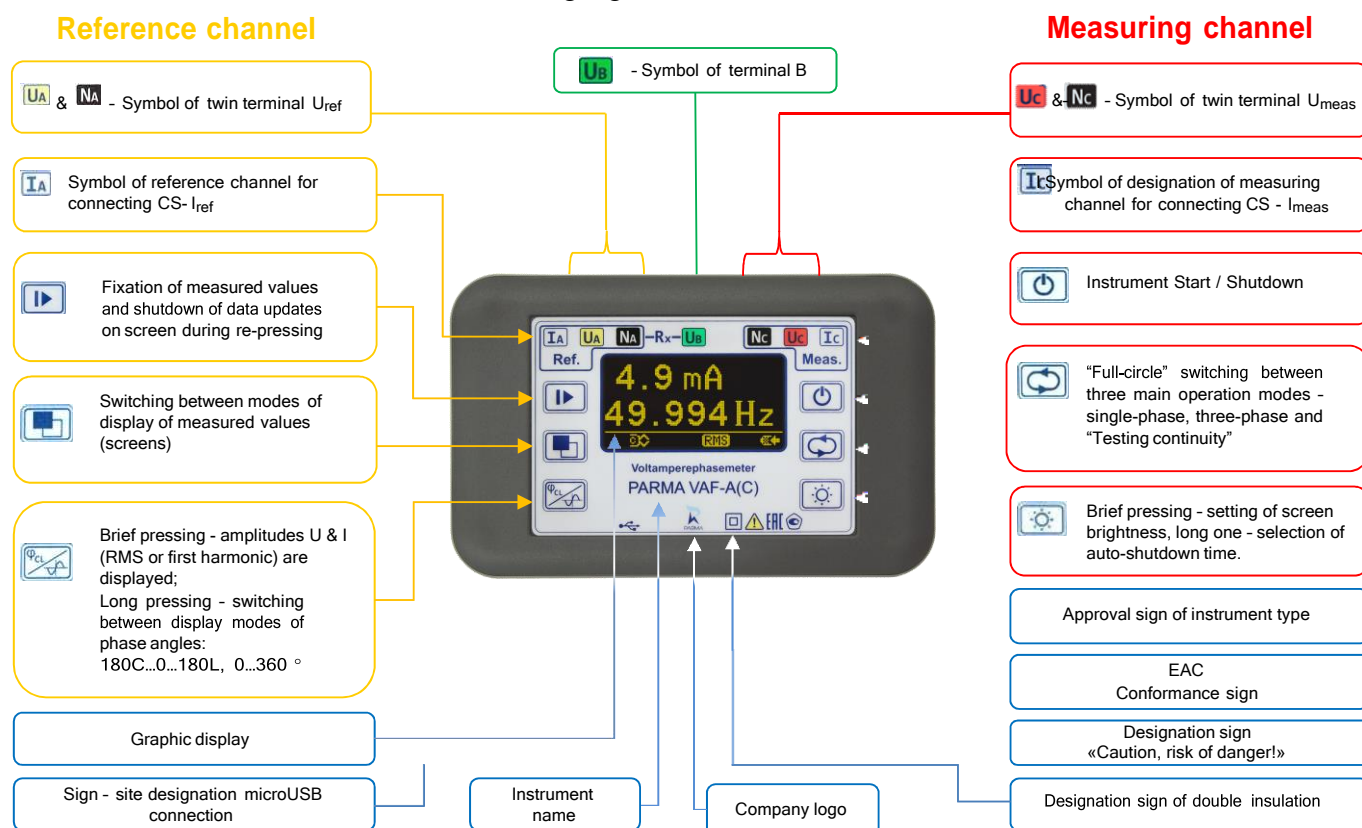 Reference channel
Measuring channel
UA & NA - Symbol of twin terminal Uref
UB - Symbol of terminal B
Uc & Nc - Symbol of twin terminal Umeas
IA Symbol of reference channel for
connecting CS- Iref
Ic Symbol of designation of measuring
channel for connecting CS - Imeas
Fixation of measured values
and shutdown of data updates
on screen during re-pressing
Instrument Start / Shutdown
Switching between modes of
display of measured values
(screens)
“Full-circle” switching between
three main operation modes -
single-phase, three-phase and
“Testing continuity”
φCL
Brief pressing - amplitudes U & I
(RMS or first harmonic) are
displayed;
Long pressing - switching
between display modes of
phase angles:
180C...0...180L, 0...360 °
Brief pressing - setting of screen
brightness, long one - selection of
auto-shutdown time.
IA UA NA -Rx- UB Nc Uc Ic
Ref.
Meas.
4.9 mA
49.994Hz
RMS
Voltamperephasemeter
PARMA VAF-A(C)
φCL
PARMA
EAC
Approval sign of instrument type
EAC
Conformance sign
Graphic display
Designation sign
«Caution, risk of danger!»
Sign - site designation microUSB
connection
Instrument
name
Company logo
Designation sign of double insulation